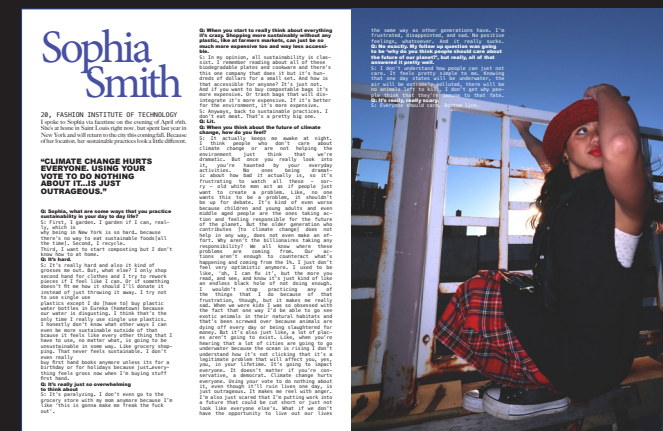 Sophia
Smith
20, FASHION INSTITUTE OF TECHNOLOGY
I spoke to Sophia via facetime on the evening of April 16th,
She's at home in Saint Louis right now, but spent last year in
New York and will return to the city this coming fall. Because
of her location, her sustainable practices look a little different.
"CLIMATE CHANGE HURTS
EVERYONE. USING YOUR
VOTE TO DO NOTHING
ABOUT IT...IS JUST
OUTRAGEOUS."
Q: Sophia, what are some ways that you practice
sustainability in your day to day life?
S: First, I garden. I garden if I can, real-
ly, which is
why being in New York is so hard… because
there's no way to eat sustainable foods[all
the time]. Second, I recycle.
Third, I want to start composting but I don't
know how to at home.
Q: It's hard.
S: It's really hard and also it kind of
grosses me out. But, what else? I only shop
second hand for clothes and I try to rework
pieces if I feel like I can. Or if something
doesn't fit me how it should I'll donate it
instead of just throwing it away. I try not
to use single use
plastics except I do [have to] buy plastic
water bottles in Eureka (hometown) because
our water is disgusting. I think that's the
only time I really use single use plastics.
I honestly don't know what other ways I can
even be more sustainable outside of that
because it feels like every other thing that I
have to use, no matter what, is going to be
unsustainable in some way. Like grocery shop-
ping. That never feels sustainable. I don't
even really
buy first hand books anymore unless its for a
birthday or for holidays because just…every-
thing feels gross now when I'm buying stuff
first hand.
Q: It's really just so overwhelming
to think about
S: It's paralyzing. I don't even go to the
grocery store with my mom anymore because I'm
like 'this is gonna make me freak the fuck
out'.
Q: When you start to really think about everything
it's crazy. Shopping more sustainably without any
plastic, like at farmers markets, can just be so
much more expensive too and way less accessi-
ble.
S: In my opinion, all sustainability is clas-
sist. I remember reading about all of these
biodegradable plates and cookware and there's
this one company that does it but it's hun-
dreds of dollars for a small set. And how is
that accessible for anyone? It's just not.
And if you want to buy compostable bags it's
more expensive. Or trash bags that will dis-
integrate it's more expensive. If it's better
for the environment, it's more expensive.
S: Anyways, back to sustainable practices. I
don't eat meat. That's a pretty big one.
Q: Lit.
Q: When you think about the future of climate
change, how do you feel?
S: It actually keeps me awake at night.
I think people who don't care about
climate change or are not helping the
environment just think that we're
dramatic. But once you really look into
it, you're haunted by your everyday
activities. No ones being dramat-
ic about how bad it actually is, so it's
frustrating to watch all these - sor-
ry - old white men act as if people just
want to create a problem. Like, no one
wants this to be a problem, it shouldn't
be up for debate. It's kind of even worse
because children and young adults and even
middle aged people are the ones taking ac-
tion and feeling responsible for the future
of the planet. But the older generation who
contributes [to climate change] does not
help in any way, does not even make an ef-
fort. Why aren't the billionaires taking any
responsibility? We all know where these
problems are coming from. Our ac-
tions aren't enough to counteract what's
happening and coming from the 1%. I just don't
feel very optimistic anymore. I used to be
like, 'oh, I can fix it', but the more you
read, and see, and know it's just kind of like
an endless black hole of not doing enough.
I wouldn't stop practicing any of
the things that I do because of that
frustration, though, but it makes me really
sad. When we were kids I was so obsessed with
the fact that one way I'd be able to go see
exotic animals in their natural habitats and
that's been screwed over because animals are
dying off every day or being slaughtered for
money. But it's also just like, a lot of plac-
es aren't going to exist. Like, when you're
hearing that a lot of cities are going to go
underwater because the ocean is rising I don't
understand how it's not clicking that it's a
legitimate problem that will affect you, yes,
you, in your lifetime. It's going to impact
everyone. It doesn't matter if you're con-
servative, a democrat. Climate change hurts
everyone. Using your vote to do nothing about
it, even though it'll ruin lives one day, is
just outrageous. It makes me reel with anger.
I'm also just scared that I'm putting work into
a future that could be cut short or just not
look like everyone else's. What if we don't
have the opportunity to live out our lives
the same way so other generations have. I'm
frustrated, disappointed, and sad. No positive
feelings, whatsoever. And it really sucks.
Q: No exactly. My follow up question was going
to be 'why do you think people should care about
the future of our planet', but really, all of that
answered it pretty well.
S: I don't understand how people can just not
care. It feels pretty simple to me. Knowing
that one day states will be underwater, the
air will be extremely polluted, there will be
no animals left to kill. I don't get why peo-
ple think that they're immune to that fate.
Q: It's really, really scary.
S: Everyone should care. Bottom line.